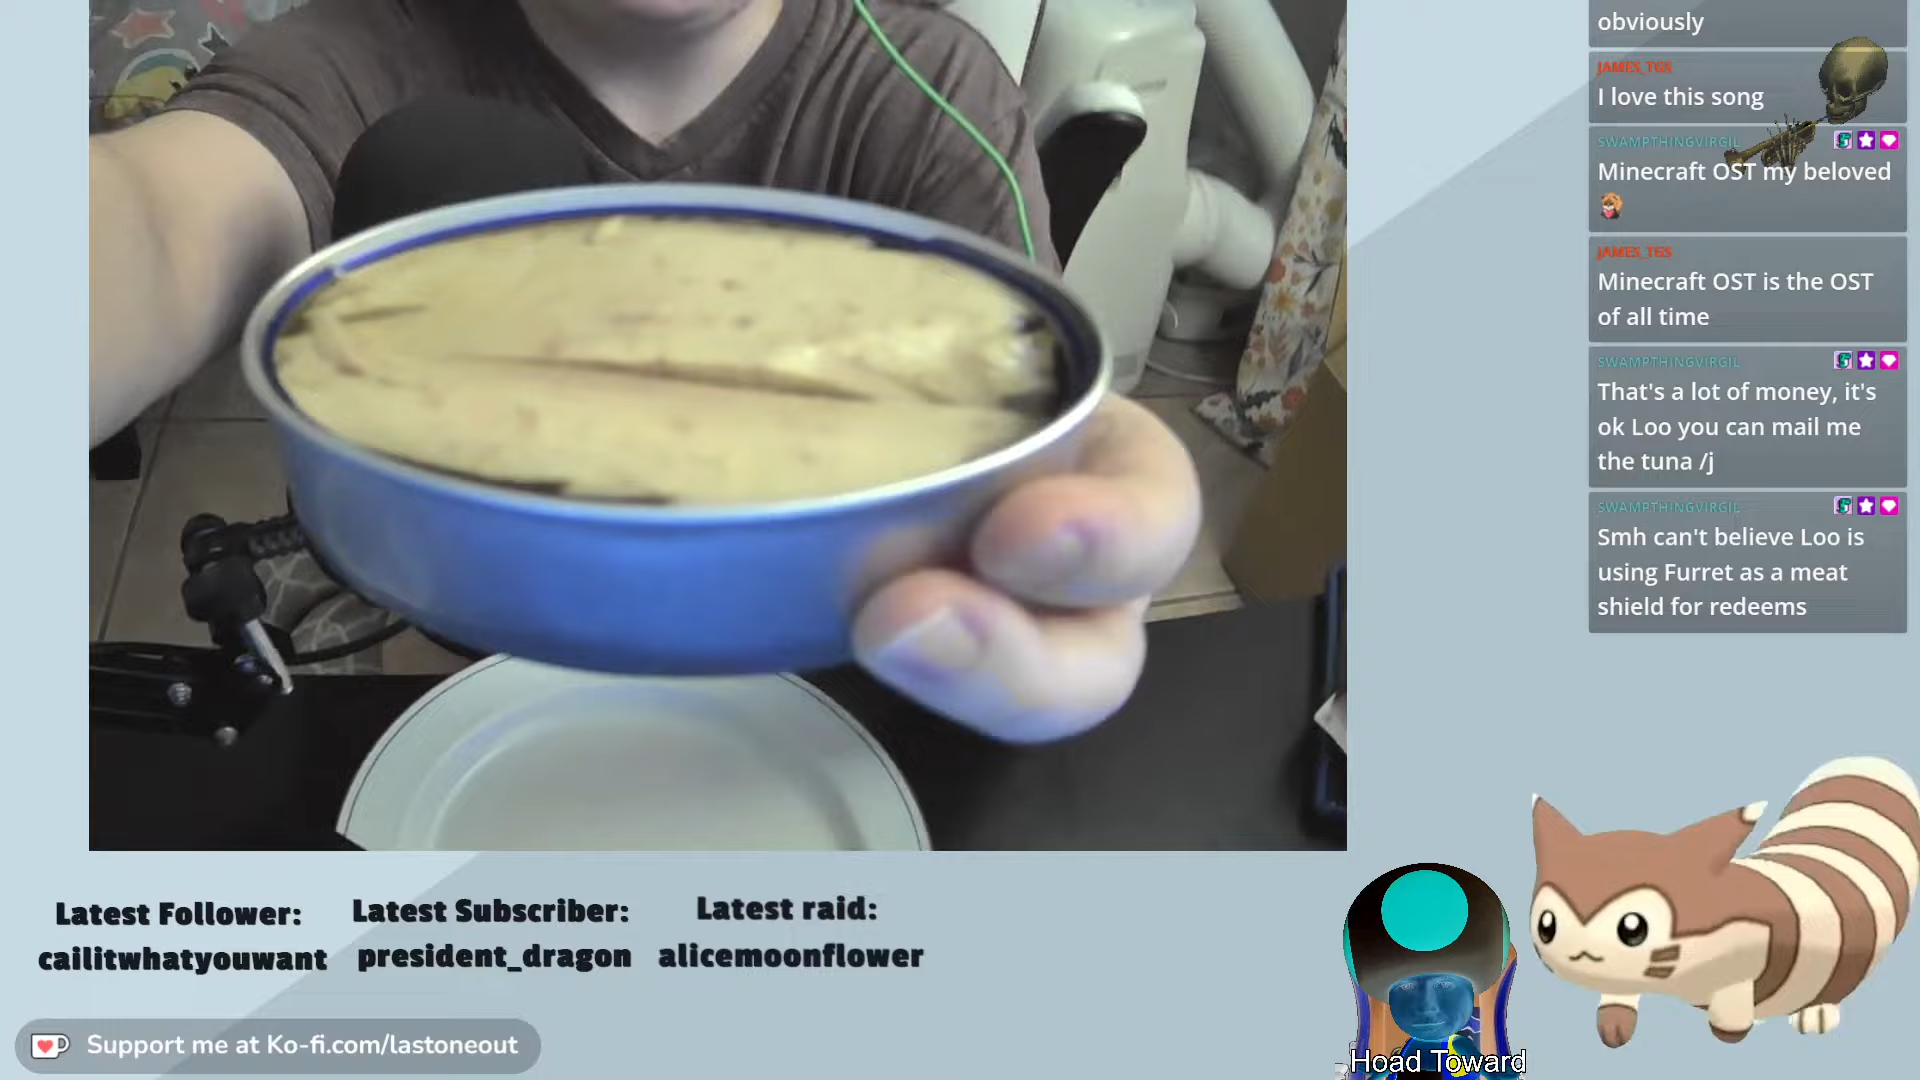 obviously
JAMES_TGS
I love this song
SWAMPTHINGVIRGIL
Minecraft OST my beloved
JAMES_TGS
Minecraft OST is the OST
of all time
SWAMPTHINGVIRGIL
That's a lot of money, it's
ok Loo you can mail me
the tuna /j
SWAMPTHINGVIRGIL
Smh can't believe Loo is
using Furret as a meat
shield for redeems
Latest Follower:
cailitwhatyouwant
Latest Subscriber:
president_dragon
Latest raid:
alicemoonflower
Support me at Ko-fi.com/lastoneout
Hoad Toward